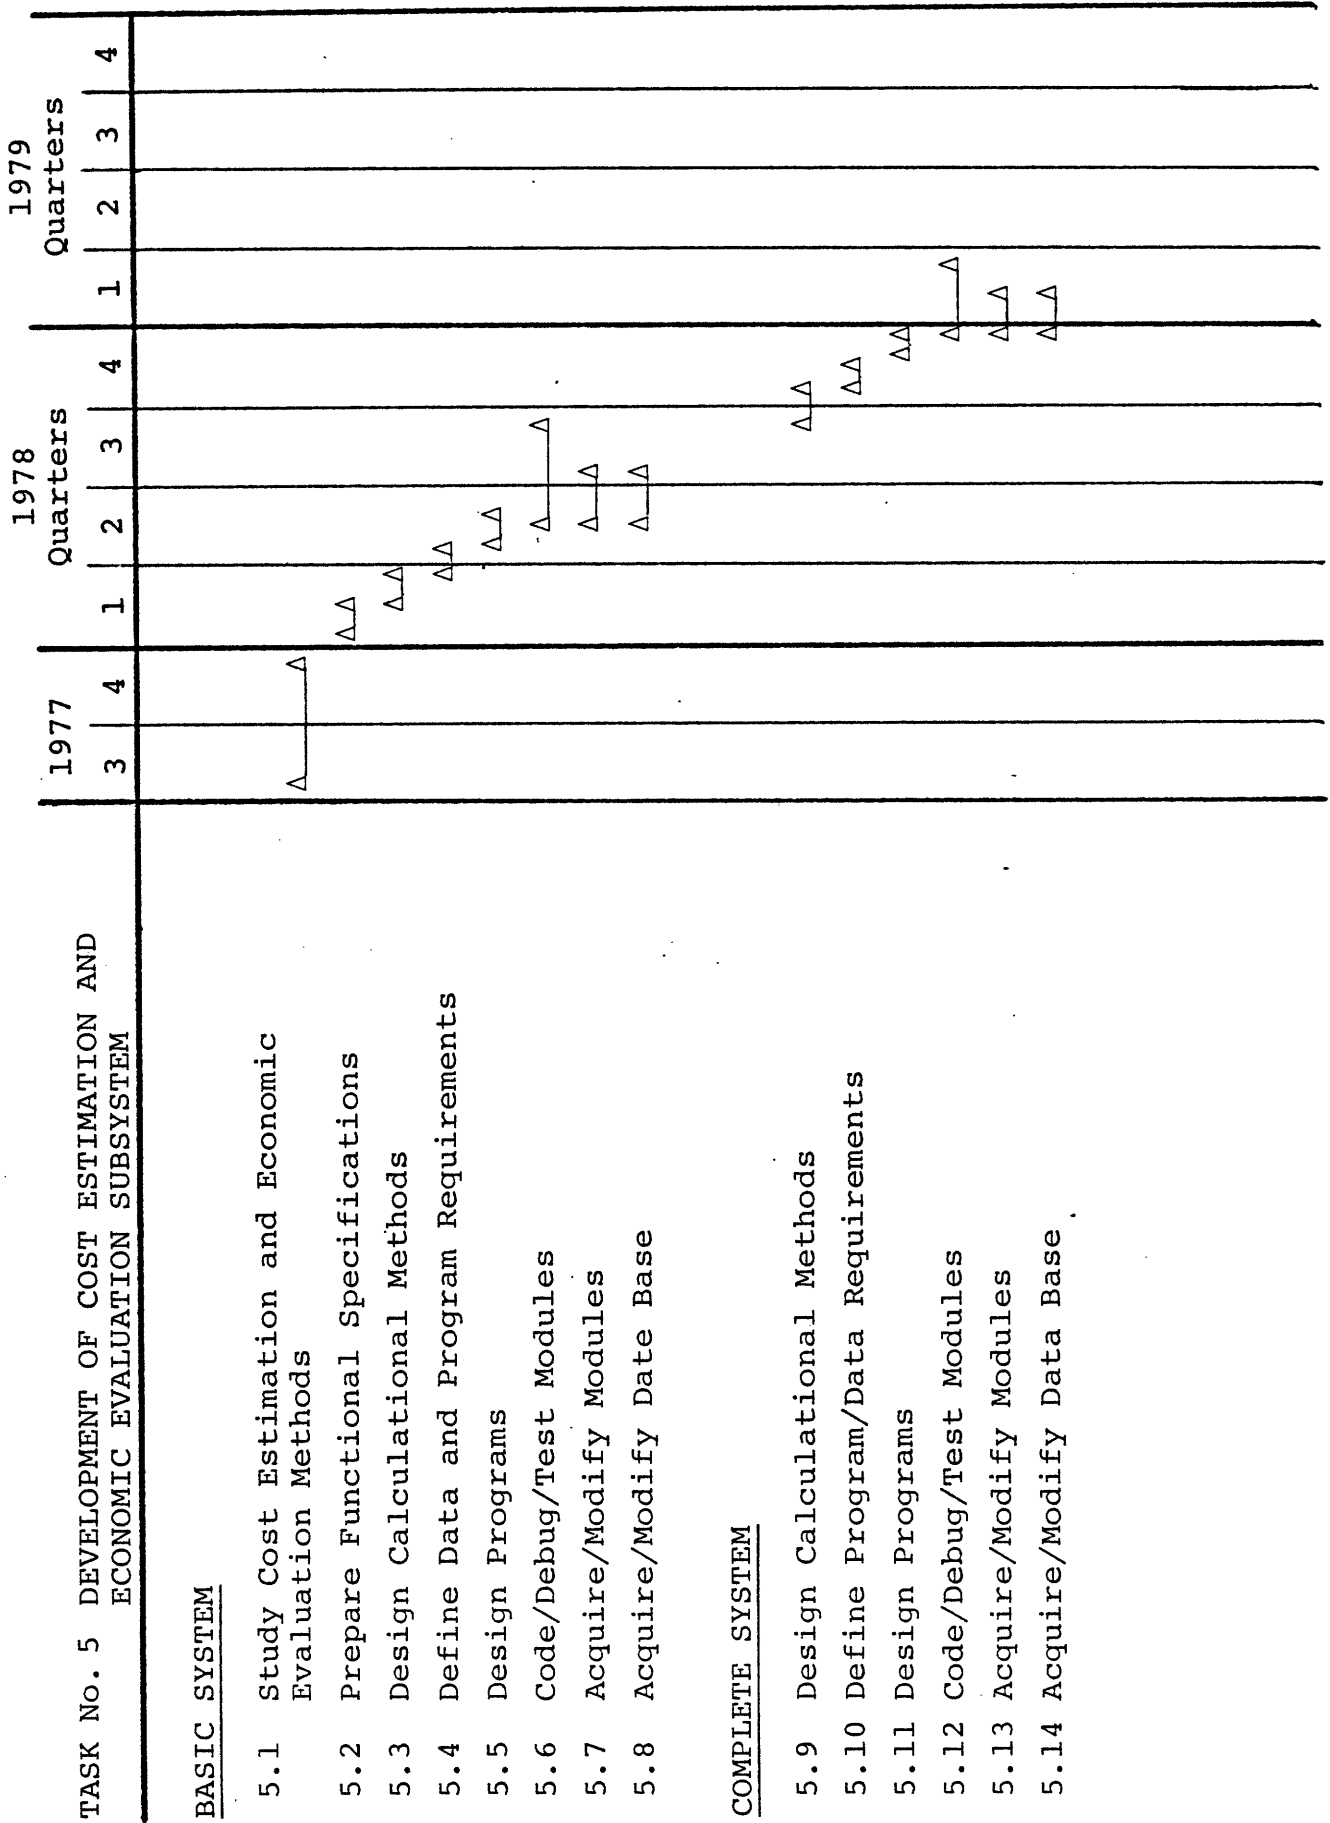 TASK No. 5 DEVELOPMENT OF COST ESTIMATION AND
ECONOMIC EVALUATION SUBSYSTEM
1977
3 4
1978
Quarters
1 2 3 4
1979
Quarters
1 2 3 4
BASIC SYSTEM
5.1 Study Cost Estimation and Economic
Evaluation Methods
5.2 Prepare Functional Specifications
5.3 Design Calculational Methods
5.4 Define Data and Program Requirements
5.5 Design Programs
5.6 Code/Debug/Test Modules
5.7 Acquire/Modify Modules
5.8 Acquire/Modify Date Base
COMPLETE SYSTEM
5.9 Design Calculational Methods
5.10 Define Program/Data Requirements
5.11 Design Programs
5.12 Code/Debug/Test Modules
5.13 Acquire/Modify Modules
5.14 Acquire/Modify Data Base